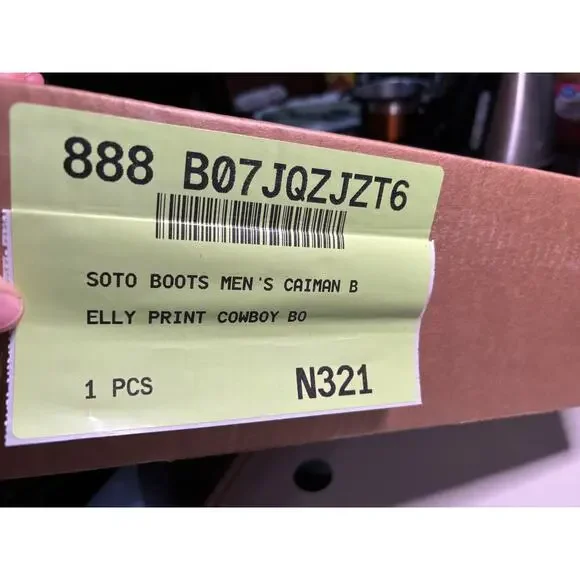 888 B07JQZJZT6
SOTO BOOTS MEN'S CAIMAN B
ELLY PRINT COWBOY BO
1 PCS
N321